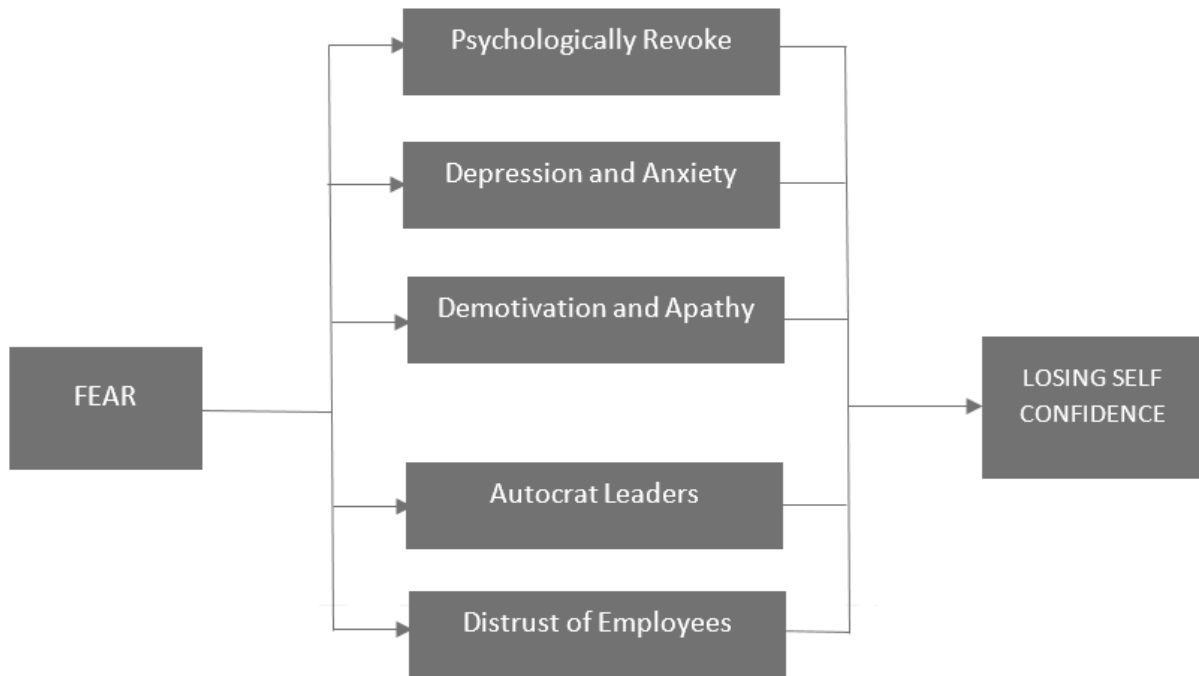 Psychologically Revoke
Depression and Anxiety
Demotivation and Apathy
FEAR
LOSING SELF
CONFIDENCE
Autocrat Leaders
Distrust of Employees